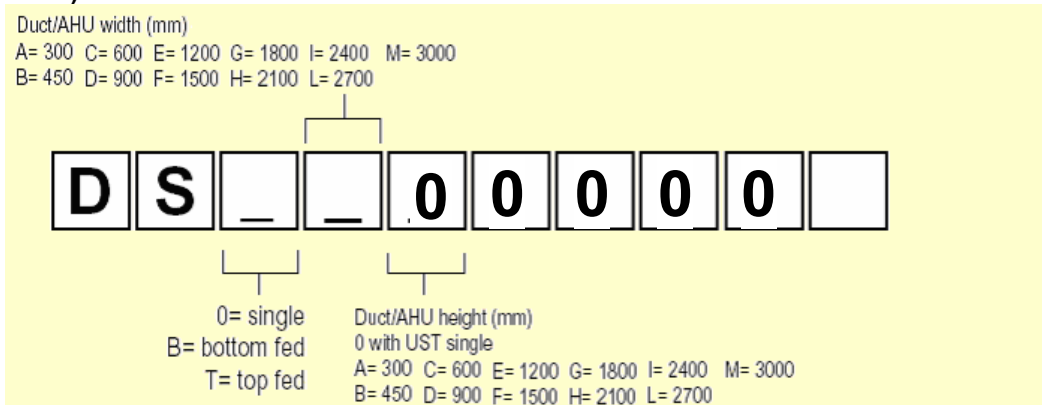 Duct/AHU width (mm)
A= 300 C= 600 E= 1200 G= 1800 I= 2400 M= 3000
B= 450 D= 900 F= 1500 H= 2100 L= 2700
D S _ _ 0 0 0 0 0
0= single
B= bottom fed
T= top fed
Duct/AHU height (mm)
0 with UST single
A= 300 C= 600 E= 1200 G= 1800 I= 2400 M= 3000
B= 450 D= 900 F= 1500 H= 2100 L= 2700